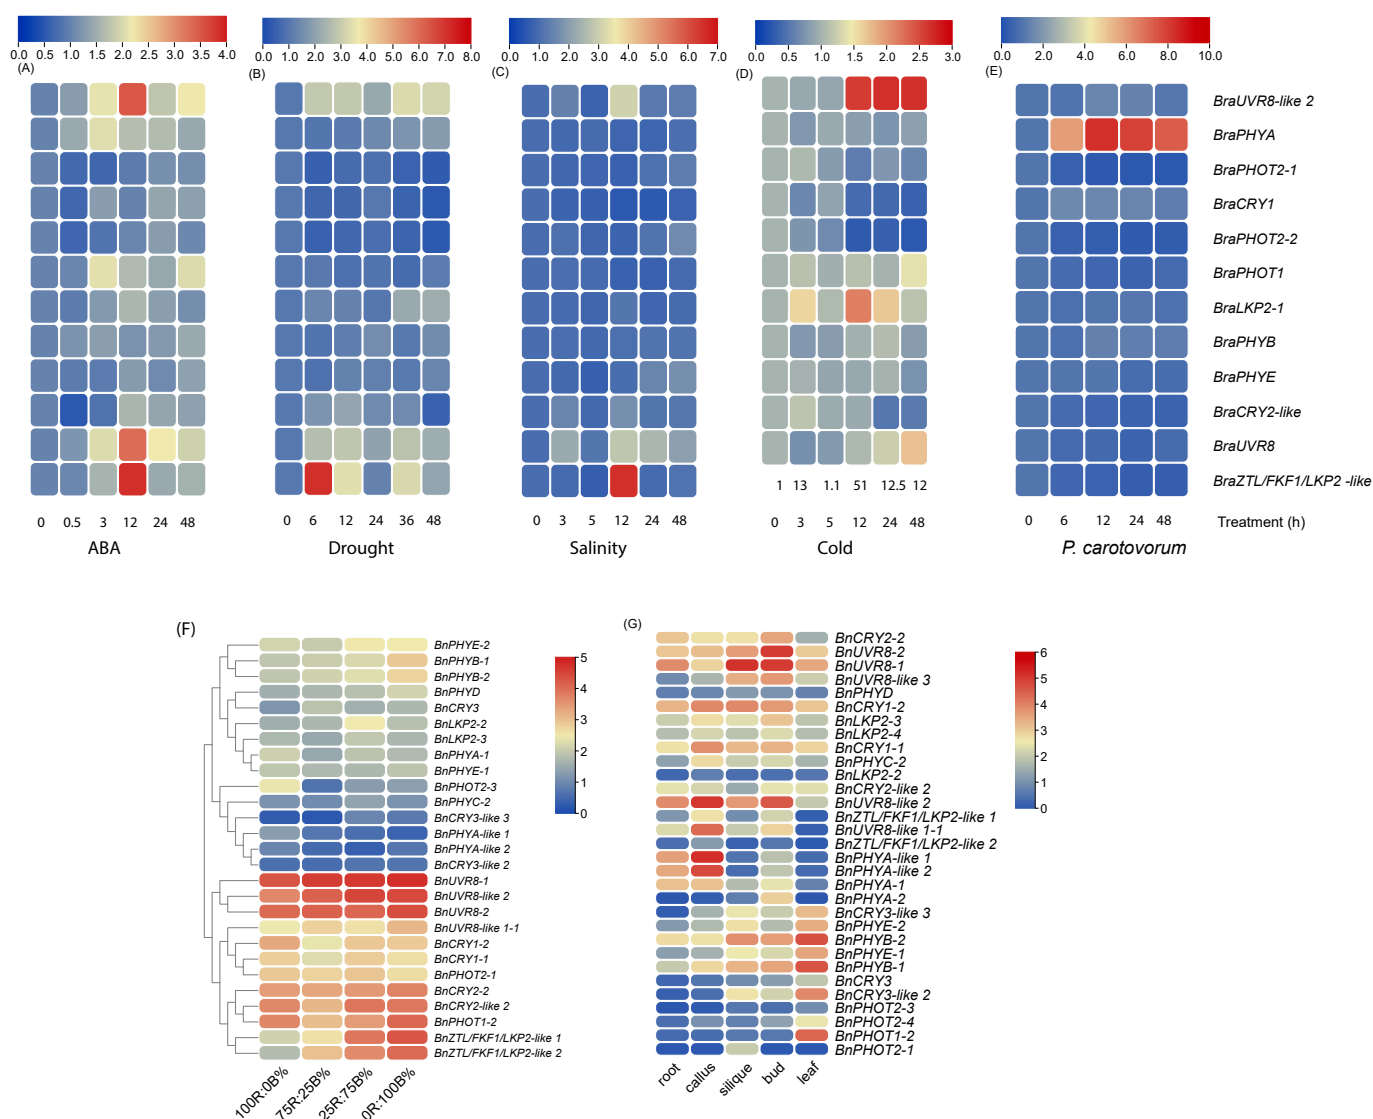 0.0 0.5 1.0 1.5 2.0 2.5 3.0 3.5 4.0
(A)
0.0 1.0 2.0 3.0 4.0 5.0 6.0 7.0 8.0
(B)
0.0 1.0 2.0 3.0 4.0 5.0 6.0 7.0
(C)
0.0 0.5 1.0 1.5 2.0 2.5 3.0
(D)
0.0 2.0 4.0 6.0 8.0 10.0
(E)
BraUVR8-like 2
BraPHYA
BraPHOT2-1
BraCRY1
BraPHOT2-2
BraPHOT1
BraLKP2-1
BraPHYB
BraPHYE
BraCRY2-like
BraUVR8
BraZTL/FKF1/LKP2 -like
1 13 1.1 51 12.5 12
0 0.5 3 12 24 48
0 6 12 24 36 48
0 3 5 12 24 48
0 3 5 12 24 48
0 6 12 24 48
Treatment (h)
ABA
Drought
Salinity
Cold
P. carotovorum
(F)
BnPHYE-2
BnPHYB-1
BnPHYB-2
BnPHYD
BnCRY3
BnLKP2-2
BnLKP2-3
BnPHYA-1
BnPHYE-1
BnPHOT2-3
BnPHYC-2
BnCRY3-like 3
BnPHYA-like 1
BnPHYA-like 2
BnCRY3-like 2
BnUVR8-1
BnUVR8-like 2
BnUVR8-2
BnUVR8-like 1-1
BnCRY1-2
BnCRY1-1
BnPHOT2-1
BnCRY2-2
BnCRY2-like 2
BnPHOT1-2
BnZTL/FKF1/LKP2-like 1
BnZTL/FKF1/LKP2-like 2
100R:0B%
75R:25B%
25R:75B%
0R:100B%
5
4
3
2
1
0
(G)
BnCRY2-2
BnUVR8-2
BnUVR8-1
BnUVR8-like 3
BnPHYD
BnCRY1-2
BnLKP2-3
BnLKP2-4
BnCRY1-1
BnPHYC-2
BnLKP2-2
BnCRY2-like 2
BnUVR8-like 2
BnZTL/FKF1/LKP2-like 1
BnUVR8-like 1-1
BnZTL/FKF1/LKP2-like 2
BnPHYA-like 1
BnPHYA-like 2
BnPHYA-1
BnPHYA-2
BnCRY3-like 3
BnPHYE-2
BnPHYB-2
BnPHYE-1
BnPHYB-1
BnCRY3
BnCRY3-like 2
BnPHOT2-3
BnPHOT2-4
BnPHOT1-2
BnPHOT2-1
root
callus
silique
bud
leaf
6
5
4
3
2
1
0